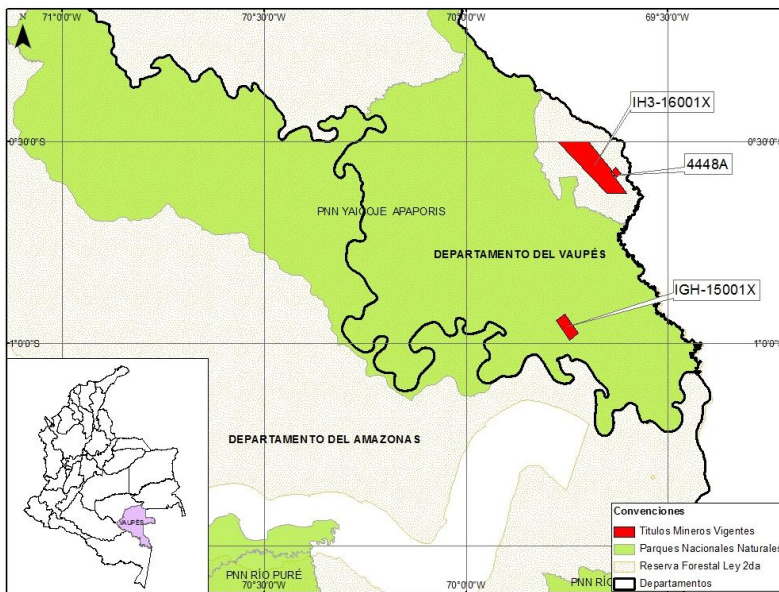 71°0'0"W
70°30'0"W
70°0'0"W
69°30'0"W
N
IH3-16001X
0°30'0"S
0°30'0"S
4448A
PNN YAIGOJE APAPORIS
DEPARTAMENTO DEL VAUPÉS
IGH-15001X
1°0'0"S
1°0'0"S
DEPARTAMENTO DEL AMAZONAS
VAUPÉS
Convenciones
Titulos Mineros Vigentes
Parques Nacionales Naturales
Reserva Forestal Ley 2da
Departamentos
PNN RÍO PURÉ
PNN RÍO
70°30'0"W
70°0'0"W